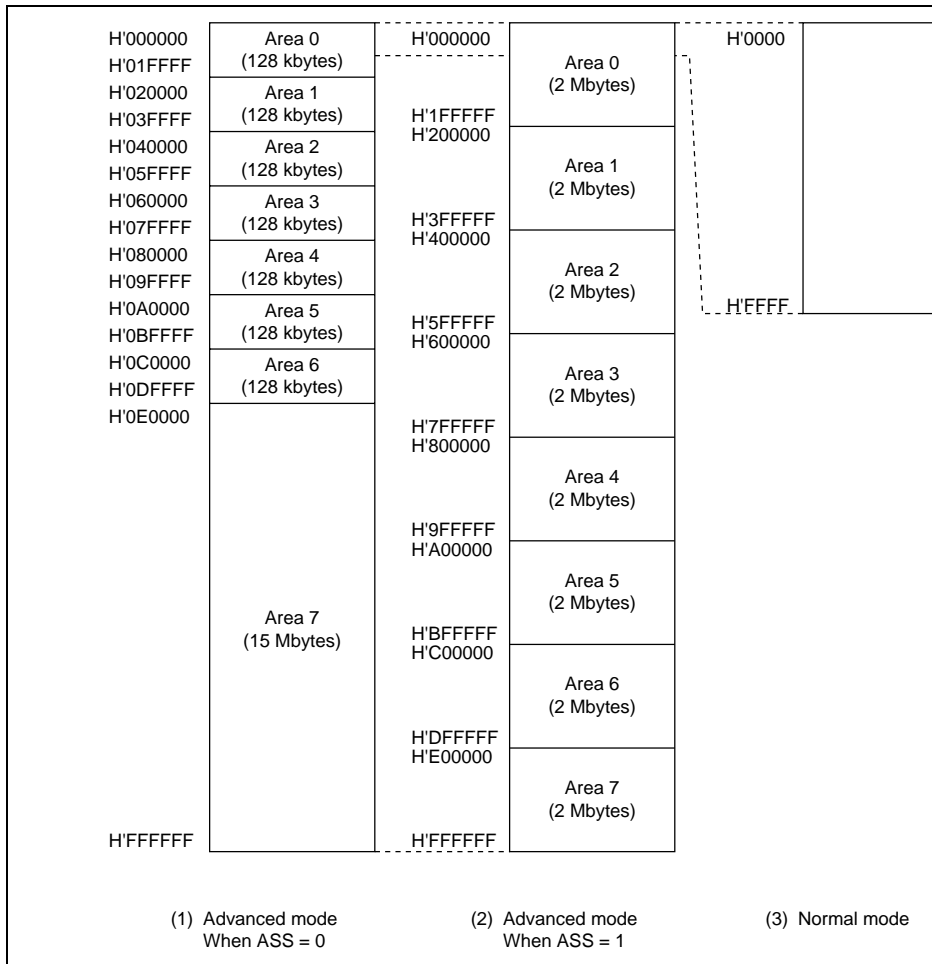 H'000000
H'01FFFF
H'020000
H'03FFFF
H'040000
H'05FFFF
H'060000
H'07FFFF
H'080000
H'09FFFF
H'0A0000
H'0BFFFF
H'0C0000
H'0DFFFF
H'0E0000
H'FFFFFF
Area 0
(128 kbytes)
Area 1
(128 kbytes)
Area 2
(128 kbytes)
Area 3
(128 kbytes)
Area 4
(128 kbytes)
Area 5
(128 kbytes)
Area 6
(128 kbytes)
Area 7
(15 Mbytes)
(1) Advanced mode
When ASS = 0
H'000000
H'1FFFFF
H'200000
H'3FFFFF
H'400000
H'5FFFFF
H'600000
H'7FFFFF
H'800000
H'9FFFFF
H'A00000
H'BFFFFF
H'C00000
H'DFFFFF
H'E00000
H'FFFFFF
Area 0
(2 Mbytes)
Area 1
(2 Mbytes)
Area 2
(2 Mbytes)
Area 3
(2 Mbytes)
Area 4
(2 Mbytes)
Area 5
(2 Mbytes)
Area 6
(2 Mbytes)
Area 7
(2 Mbytes)
(2) Advanced mode
When ASS = 1
H'0000
H'FFFF
(3) Normal mode